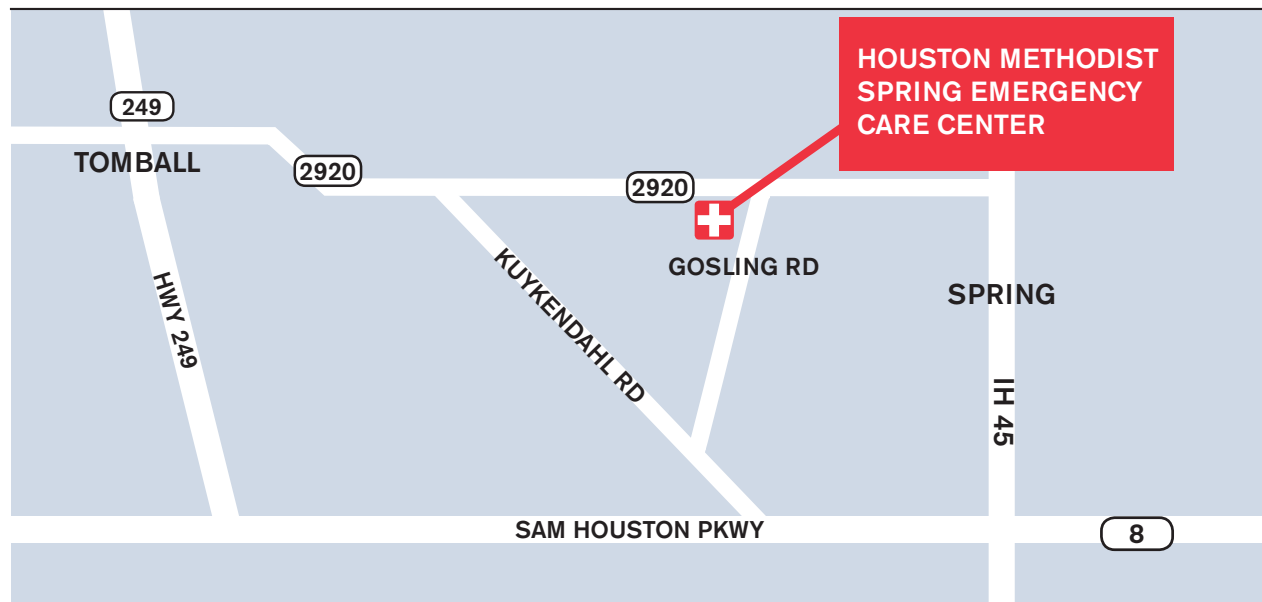 HOUSTON METHODIST
SPRING EMERGENCY
CARE CENTER
249
TOMBALL
2920
2920
GOSLING RD
KUYKENDAHL RD
HWY 249
SPRING
IH 45
SAM HOUSTON PKWY
8